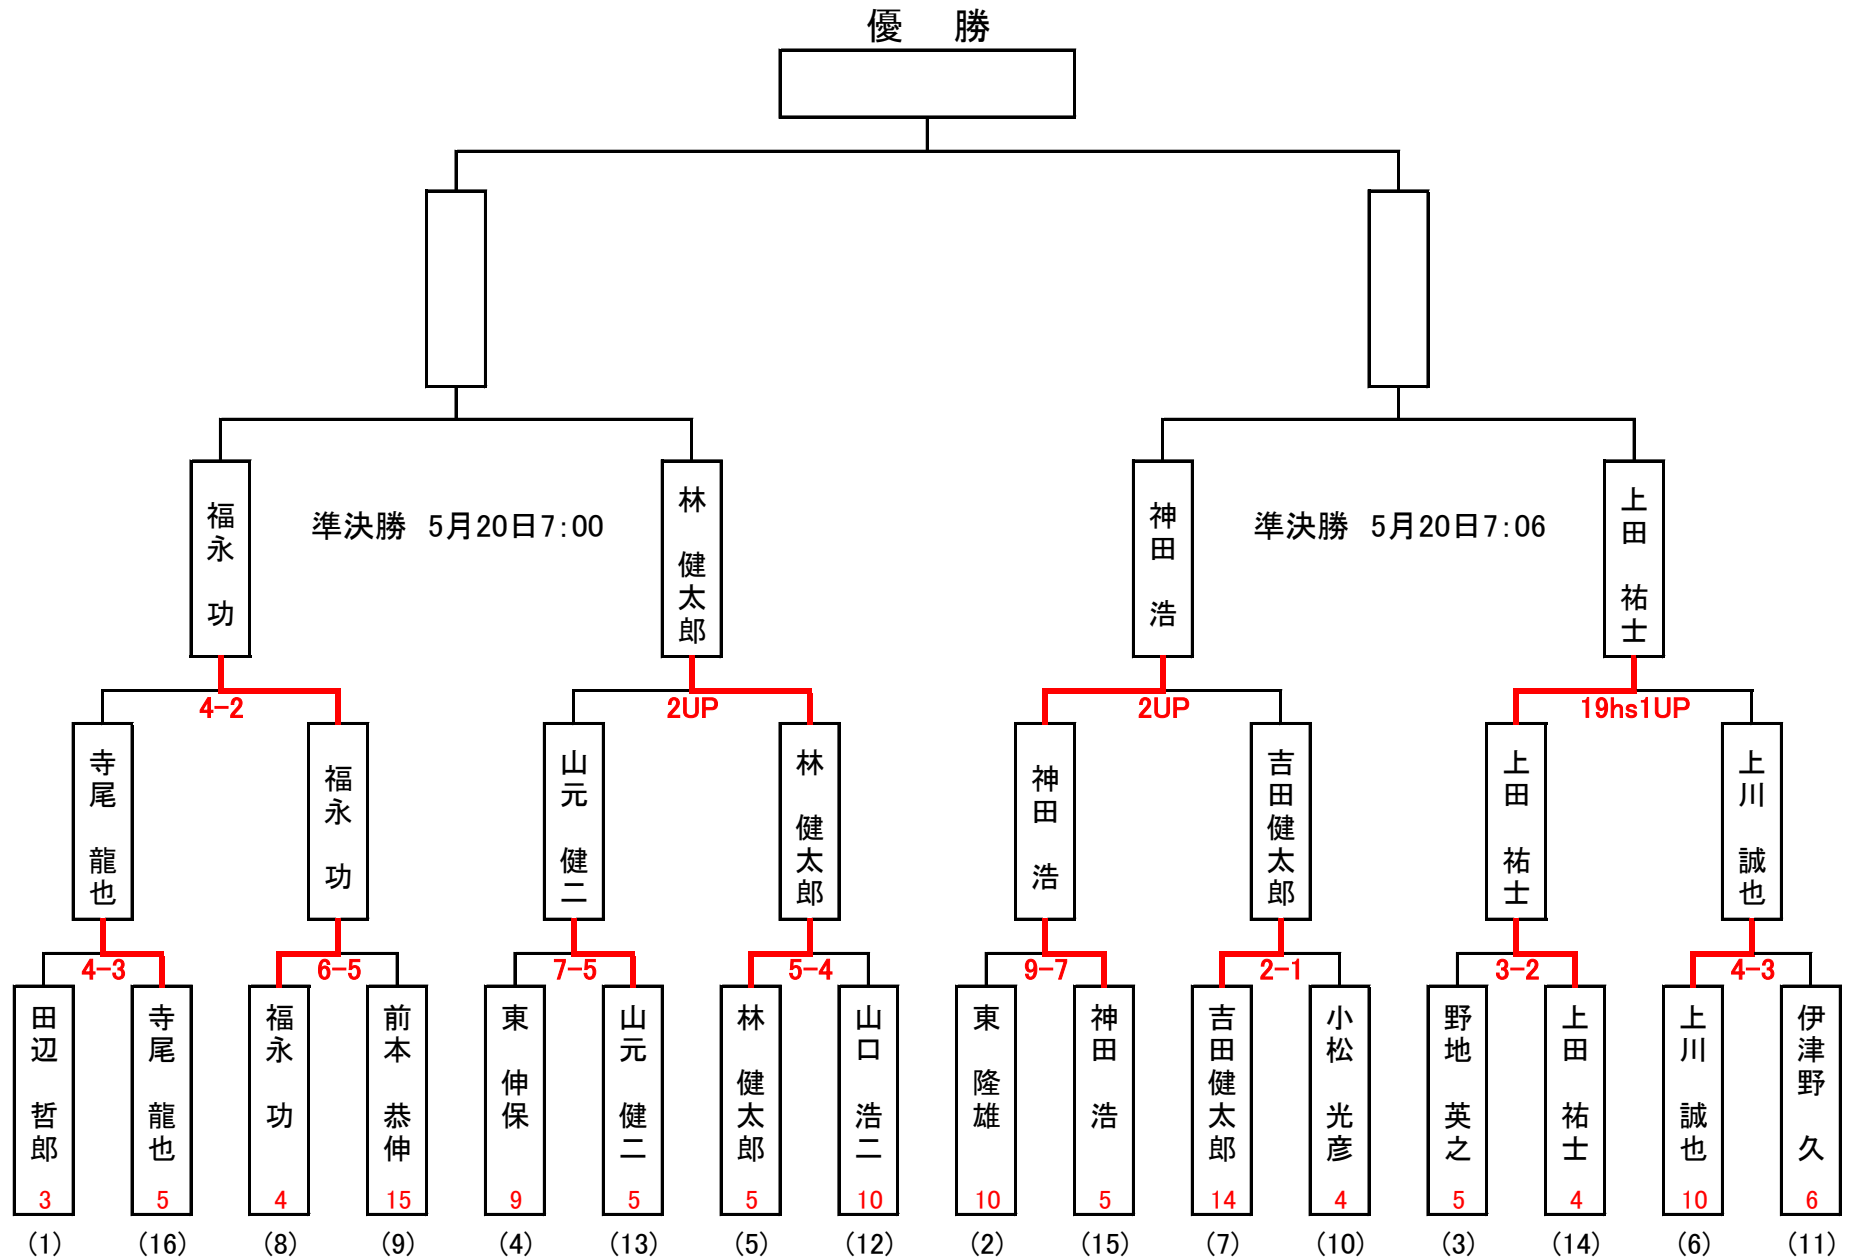 優　勝
福永　功
準決勝　5月20日7:00
林　健太郎
神田　浩
準決勝　5月20日7:06
上田　祐士
4-2
2UP
2UP
19hs1UP
寺尾　龍也
福永　功
山元　健二
林　健太郎
神田　浩
吉田健太郎
上田　祐士
上川　誠也
4-3
6-5
7-5
5-4
9-7
2-1
3-2
4-3
田辺　哲郎
寺尾　龍也
福永　功
前本　恭伸
東　伸保
山元　健二
林　健太郎
山口　浩二
東　隆雄
神田　浩
吉田健太郎
小松　光彦
野地　英之
上田　祐士
上川　誠也
伊津野　久
3 5 4 15 9 5 5 10 10 5 14 4 5 4 10 6
(1) (16) (8) (9) (4) (13) (5) (12) (2) (15) (7) (10) (3) (14) (6) (11)